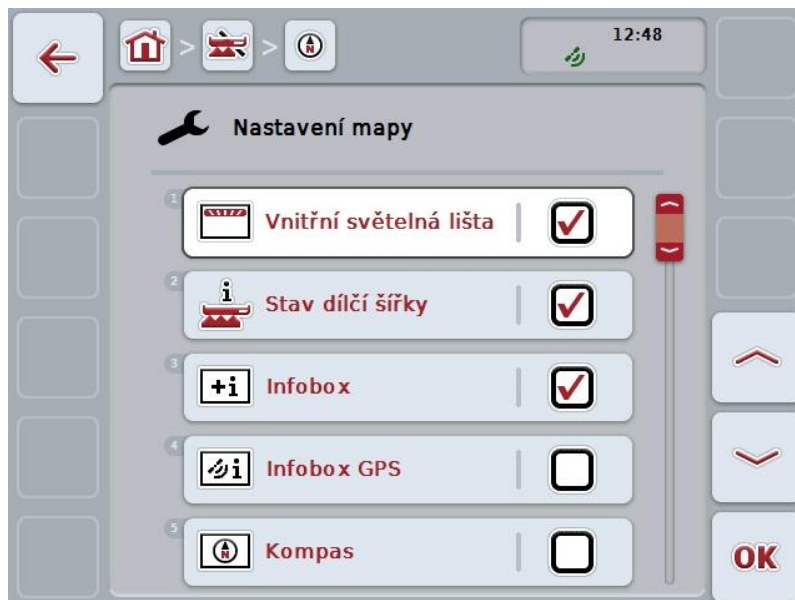 12:48
Nastavení mapy
1
Vnitřní světelná lišta
2
i
Stav dílčí šířky
3
+i
Infobox
4
i
Infobox GPS
5
N
Kompas
OK